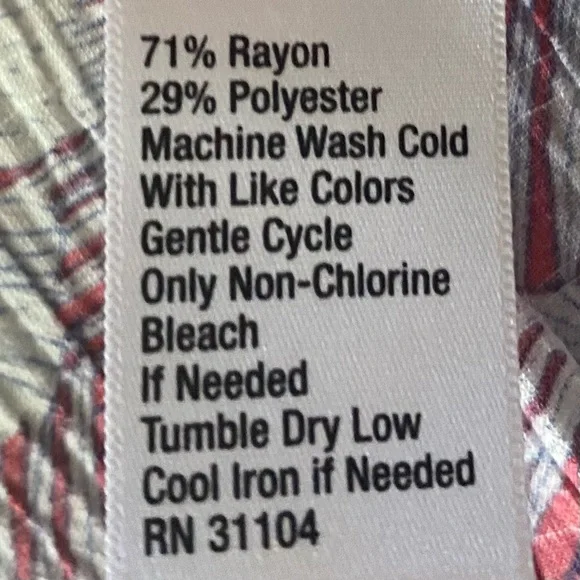 71% Rayon
29% Polyester
Machine Wash Cold
With Like Colors
Gentle Cycle
Only Non-Chlorine
Bleach
If Needed
Tumble Dry Low
Cool Iron if Needed
RN 31104